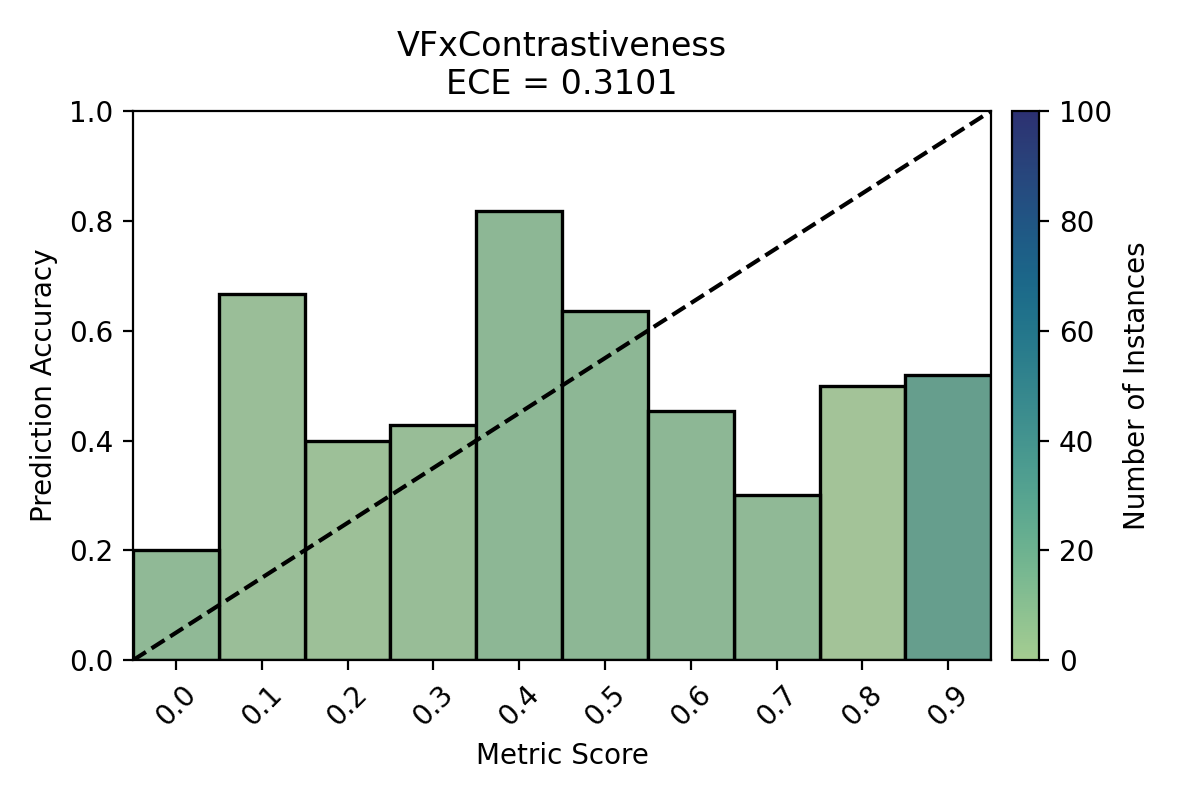 VFxContrastiveness
ECE = 0.3101
Prediction Accuracy
1.0
0.8
0.6
0.4
0.2
0.0
0.0 0.1 0.2 0.3 0.4 0.5 0.6 0.7 0.8 0.9
Metric Score
100
80
60
40
20
0
Number of Instances